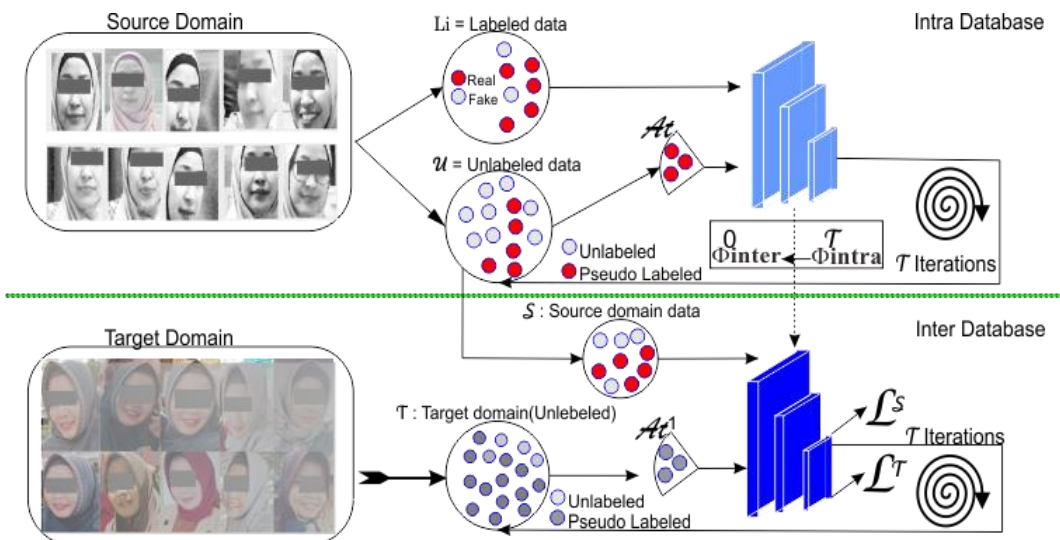 Source Domain
Li = Labeled data
Intra Database
Real
Fake
At
U = Unlabeled data
Unlabeled
Pseudo Labeled
0 T
Φinter Φintra
T Iterations
S : Source domain data
Inter Database
Target Domain
T : Target domain(Unlebeled)
At¹
Unlabeled
Pseudo Labeled
ℒS
T Iterations
ℒT